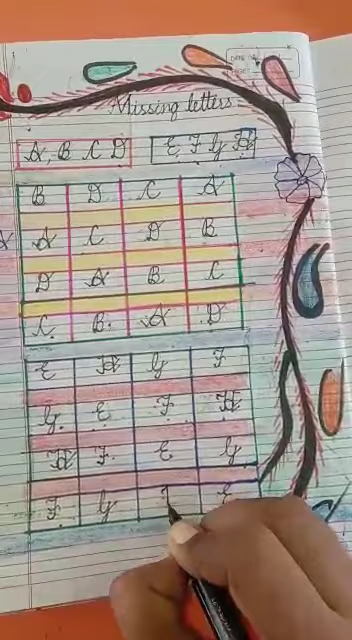 Missing letters
A, B C D
E, F G H
B D C A
A C D B
D A B C
C B A D
E H G F
G E F H
H F E G
F G E